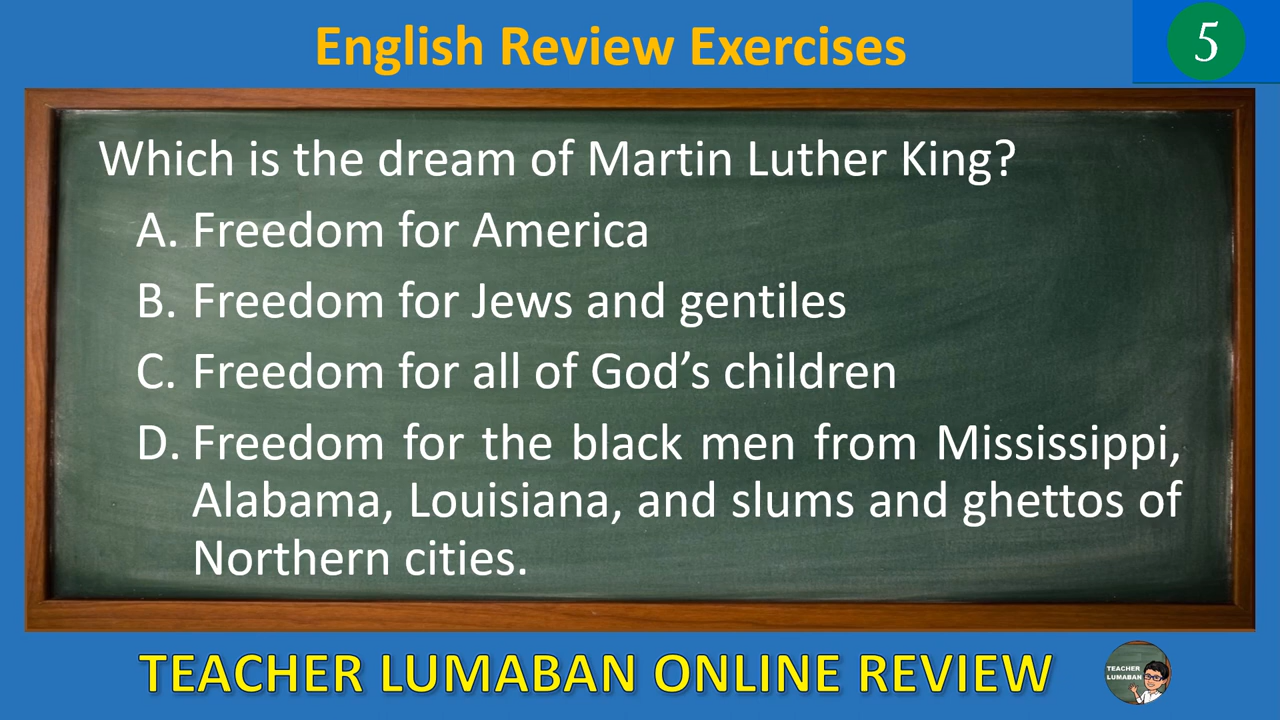 English Review Exercises
5
Which is the dream of Martin Luther King?
A. Freedom for America
B. Freedom for Jews and gentiles
C. Freedom for all of God’s children
D. Freedom for the black men from Mississippi,
Alabama, Louisiana, and slums and ghettos of
Northern cities.
TEACHER LUMABAN ONLINE REVIEW
TEACHER
LUMABAN